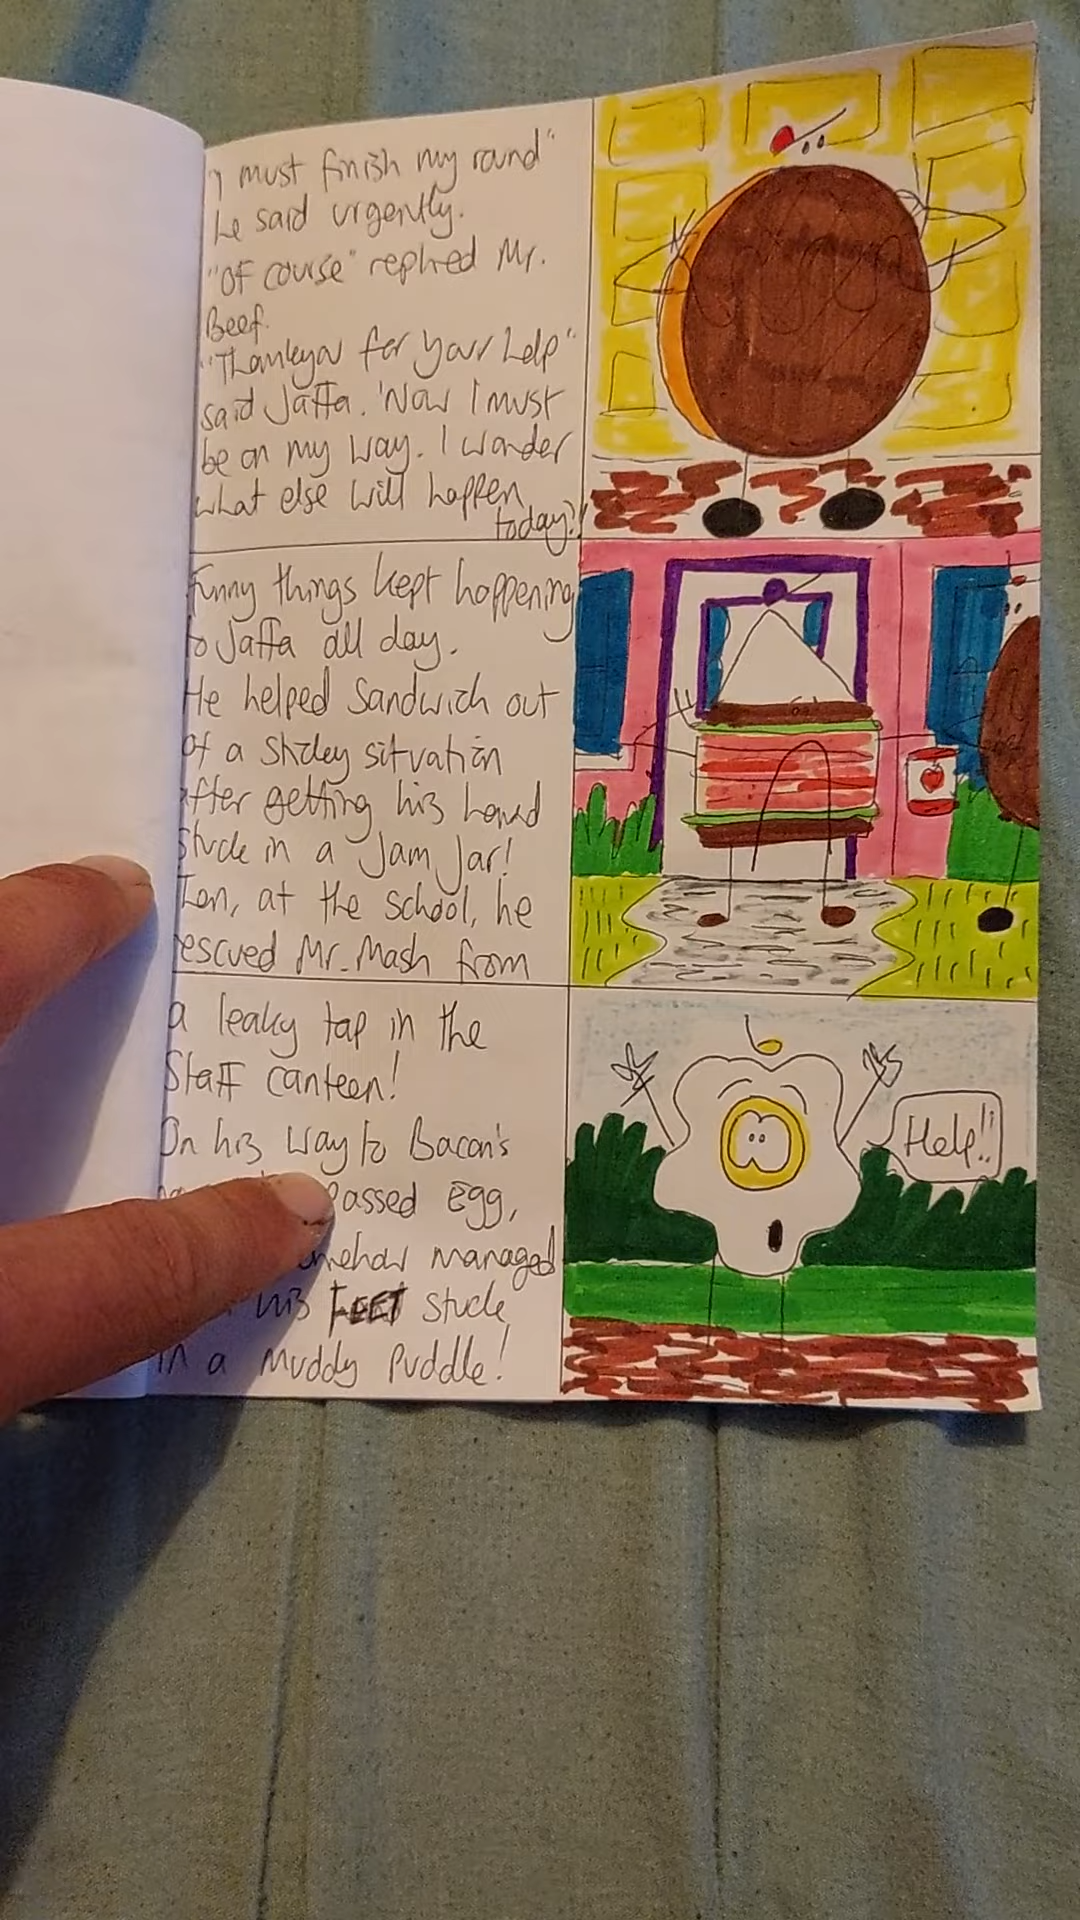 "I must finish my round"
he said urgently.
"Of course" replied Mr.
Beef.
"Thankyou for your help"
said Jaffa. 'Now I must
be on my way. I wonder
what else will happen
today?!
Funny things kept happening
to Jaffa all day.
He helped Sandwich out
of a sticky situation
after getting his hand
stuck in a Jam Jar!
Then, at the school, he
rescued Mr. Mash from
a leaky tap in the
Staff canteen!
On his way to Bacon's
passed Egg,
managed
his FEET stuck
in a muddy puddle!
Help!!